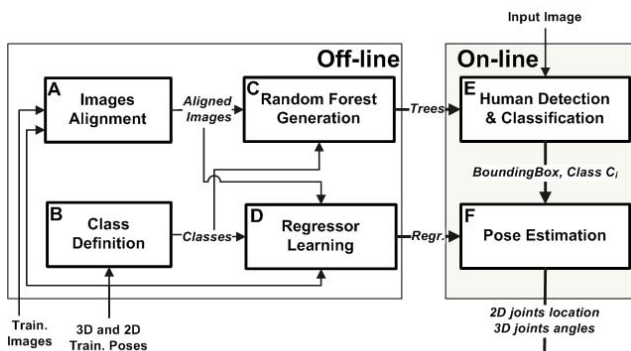 Input Image
Off-line
On-line
A
Images
Alignment
Aligned
Images
C
Random Forest
Generation
Trees
E
Human Detection
& Classification
BoundingBox, Class Ci
B
Class
Definition
Classes
D
Regressor
Learning
Regr.
F
Pose Estimation
Train.
Images
3D and 2D
Train. Poses
2D joints location
3D joints angles